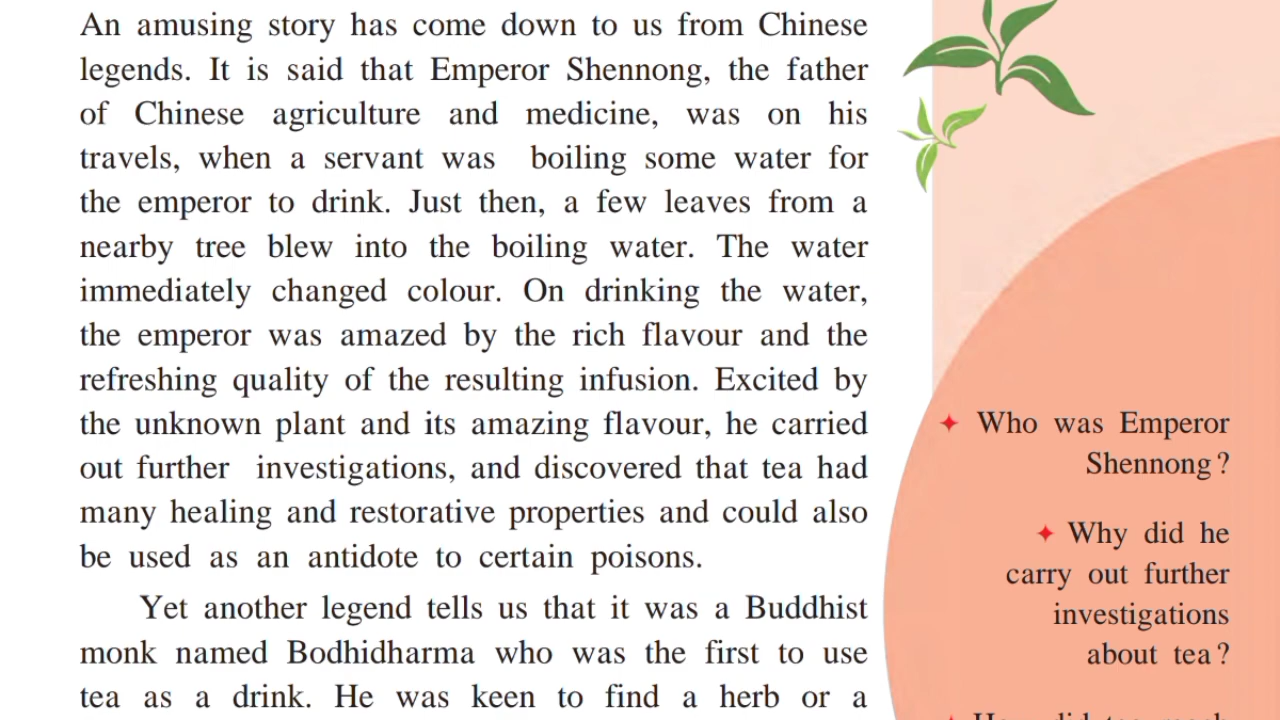 An amusing story has come down to us from Chinese
legends. It is said that Emperor Shennong, the father
of Chinese agriculture and medicine, was on his
travels, when a servant was boiling some water for
the emperor to drink. Just then, a few leaves from a
nearby tree blew into the boiling water. The water
immediately changed colour. On drinking the water,
the emperor was amazed by the rich flavour and the
refreshing quality of the resulting infusion. Excited by
the unknown plant and its amazing flavour, he carried
out further investigations, and discovered that tea had
many healing and restorative properties and could also
be used as an antidote to certain poisons.
Yet another legend tells us that it was a Buddhist
monk named Bodhidharma who was the first to use
tea as a drink. He was keen to find a herb or a
✦ Who was Emperor
Shennong ?
✦ Why did he
carry out further
investigations
about tea ?